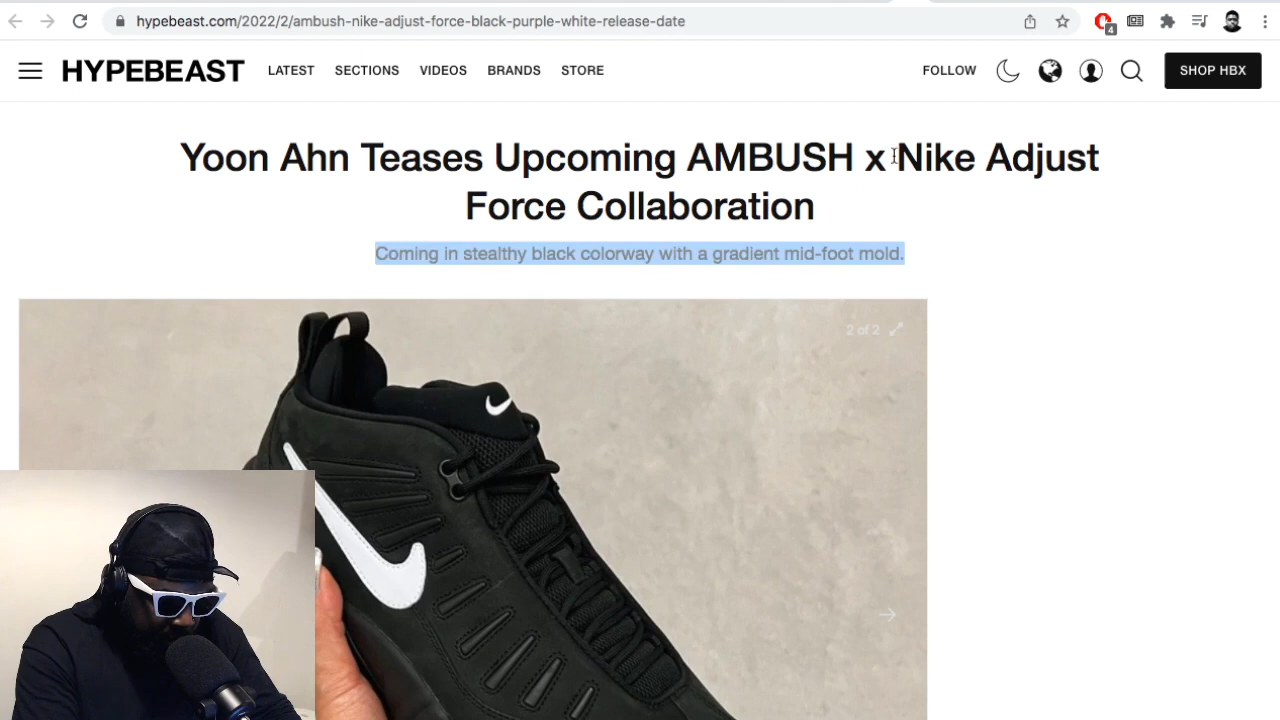 hypebeast.com/2022/2/ambush-nike-adjust-force-black-purple-white-release-date
4
HYPEBEAST LATEST SECTIONS VIDEOS BRANDS STORE FOLLOW SHOP HBX
Yoon Ahn Teases Upcoming AMBUSH x Nike Adjust
Force Collaboration
Coming in stealthy black colorway with a gradient mid-foot mold.
2 of 2